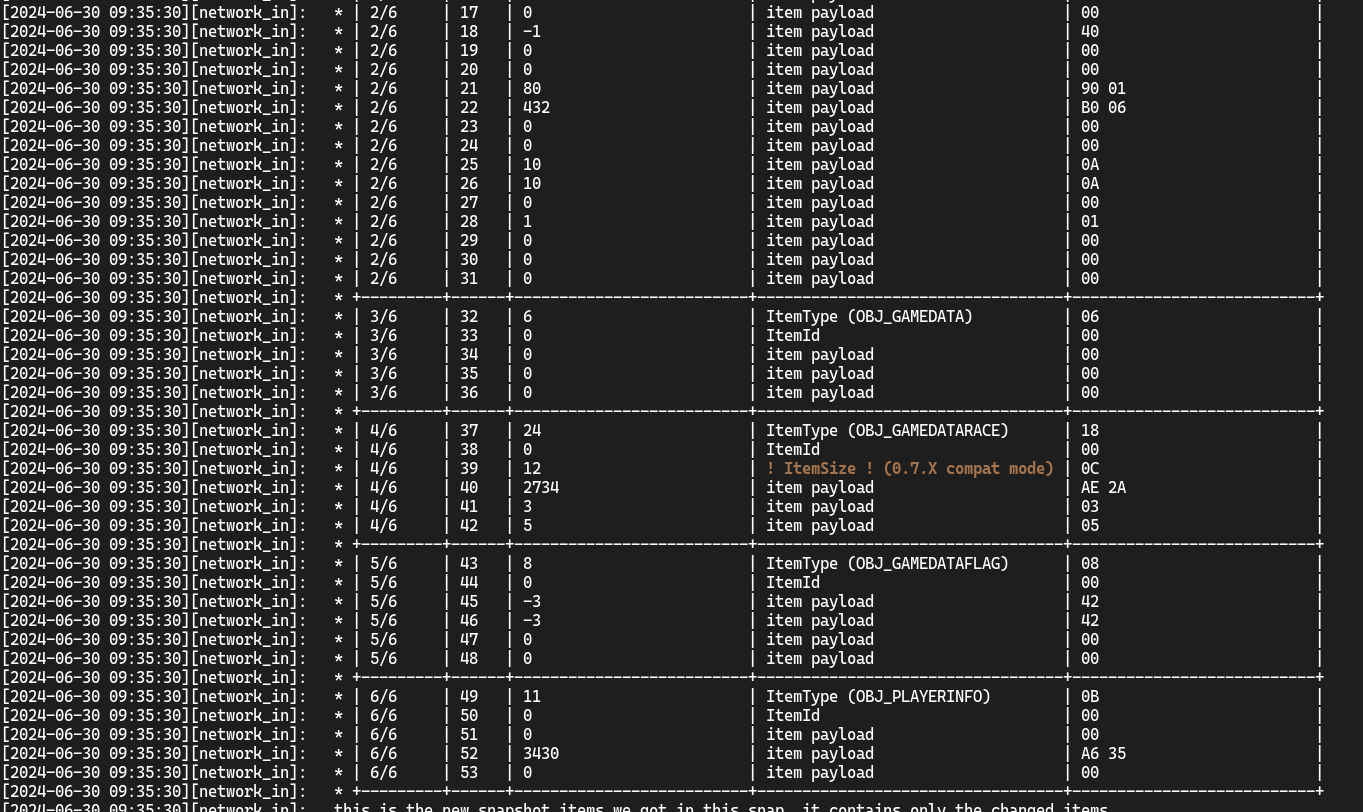 [2024-06-30 09:35:30][network_in]:   * | 2/6     | 17   | 0                        | item payload                     | 00                        |
[2024-06-30 09:35:30][network_in]:   * | 2/6     | 18   | -1                       | item payload                     | 40                        |
[2024-06-30 09:35:30][network_in]:   * | 2/6     | 19   | 0                        | item payload                     | 00                        |
[2024-06-30 09:35:30][network_in]:   * | 2/6     | 20   | 0                        | item payload                     | 00                        |
[2024-06-30 09:35:30][network_in]:   * | 2/6     | 21   | 80                       | item payload                     | 90 01                     |
[2024-06-30 09:35:30][network_in]:   * | 2/6     | 22   | 432                      | item payload                     | B0 06                     |
[2024-06-30 09:35:30][network_in]:   * | 2/6     | 23   | 0                        | item payload                     | 00                        |
[2024-06-30 09:35:30][network_in]:   * | 2/6     | 24   | 0                        | item payload                     | 00                        |
[2024-06-30 09:35:30][network_in]:   * | 2/6     | 25   | 10                       | item payload                     | 0A                        |
[2024-06-30 09:35:30][network_in]:   * | 2/6     | 26   | 10                       | item payload                     | 0A                        |
[2024-06-30 09:35:30][network_in]:   * | 2/6     | 27   | 0                        | item payload                     | 00                        |
[2024-06-30 09:35:30][network_in]:   * | 2/6     | 28   | 1                        | item payload                     | 01                        |
[2024-06-30 09:35:30][network_in]:   * | 2/6     | 29   | 0                        | item payload                     | 00                        |
[2024-06-30 09:35:30][network_in]:   * | 2/6     | 30   | 0                        | item payload                     | 00                        |
[2024-06-30 09:35:30][network_in]:   * | 2/6     | 31   | 0                        | item payload                     | 00                        |
[2024-06-30 09:35:30][network_in]:   * +---------+------+--------------------------+----------------------------------+---------------------------+
[2024-06-30 09:35:30][network_in]:   * | 3/6     | 32   | 6                        | ItemType (OBJ_GAMEDATA)          | 06                        |
[2024-06-30 09:35:30][network_in]:   * | 3/6     | 33   | 0                        | ItemId                           | 00                        |
[2024-06-30 09:35:30][network_in]:   * | 3/6     | 34   | 0                        | item payload                     | 00                        |
[2024-06-30 09:35:30][network_in]:   * | 3/6     | 35   | 0                        | item payload                     | 00                        |
[2024-06-30 09:35:30][network_in]:   * | 3/6     | 36   | 0                        | item payload                     | 00                        |
[2024-06-30 09:35:30][network_in]:   * +---------+------+--------------------------+----------------------------------+---------------------------+
[2024-06-30 09:35:30][network_in]:   * | 4/6     | 37   | 24                       | ItemType (OBJ_GAMEDATARACE)      | 18                        |
[2024-06-30 09:35:30][network_in]:   * | 4/6     | 38   | 0                        | ItemId                           | 00                        |
[2024-06-30 09:35:30][network_in]:   * | 4/6     | 39   | 12                       | ! ItemSize ! (0.7.X compat mode) | 0C                        |
[2024-06-30 09:35:30][network_in]:   * | 4/6     | 40   | 2734                     | item payload                     | AE 2A                     |
[2024-06-30 09:35:30][network_in]:   * | 4/6     | 41   | 3                        | item payload                     | 03                        |
[2024-06-30 09:35:30][network_in]:   * | 4/6     | 42   | 5                        | item payload                     | 05                        |
[2024-06-30 09:35:30][network_in]:   * +---------+------+--------------------------+----------------------------------+---------------------------+
[2024-06-30 09:35:30][network_in]:   * | 5/6     | 43   | 8                        | ItemType (OBJ_GAMEDATAFLAG)      | 08                        |
[2024-06-30 09:35:30][network_in]:   * | 5/6     | 44   | 0                        | ItemId                           | 00                        |
[2024-06-30 09:35:30][network_in]:   * | 5/6     | 45   | -3                       | item payload                     | 42                        |
[2024-06-30 09:35:30][network_in]:   * | 5/6     | 46   | -3                       | item payload                     | 42                        |
[2024-06-30 09:35:30][network_in]:   * | 5/6     | 47   | 0                        | item payload                     | 00                        |
[2024-06-30 09:35:30][network_in]:   * | 5/6     | 48   | 0                        | item payload                     | 00                        |
[2024-06-30 09:35:30][network_in]:   * +---------+------+--------------------------+----------------------------------+---------------------------+
[2024-06-30 09:35:30][network_in]:   * | 6/6     | 49   | 11                       | ItemType (OBJ_PLAYERINFO)        | 0B                        |
[2024-06-30 09:35:30][network_in]:   * | 6/6     | 50   | 0                        | ItemId                           | 00                        |
[2024-06-30 09:35:30][network_in]:   * | 6/6     | 51   | 0                        | item payload                     | 00                        |
[2024-06-30 09:35:30][network_in]:   * | 6/6     | 52   | 3430                     | item payload                     | A6 35                     |
[2024-06-30 09:35:30][network_in]:   * | 6/6     | 53   | 0                        | item payload                     | 00                        |
[2024-06-30 09:35:30][network_in]:   * +---------+------+--------------------------+----------------------------------+---------------------------+
[2024-06-30 09:35:30][network_in]:   this is the new snapshot items we got in this snap, it contains only the changed items